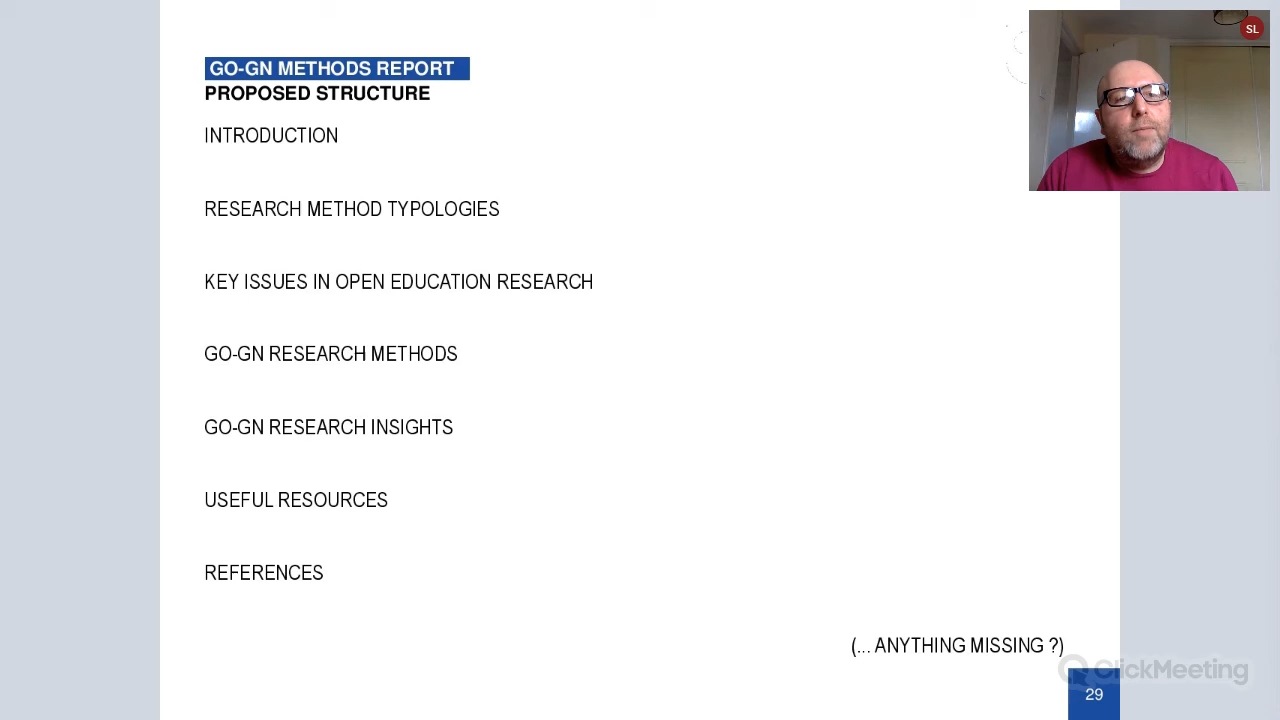 GO-GN METHODS REPORT
PROPOSED STRUCTURE
INTRODUCTION
RESEARCH METHOD TYPOLOGIES
KEY ISSUES IN OPEN EDUCATION RESEARCH
GO-GN RESEARCH METHODS
GO-GN RESEARCH INSIGHTS
USEFUL RESOURCES
REFERENCES
(... ANYTHING MISSING ?)
29
SL
ClickMeeting